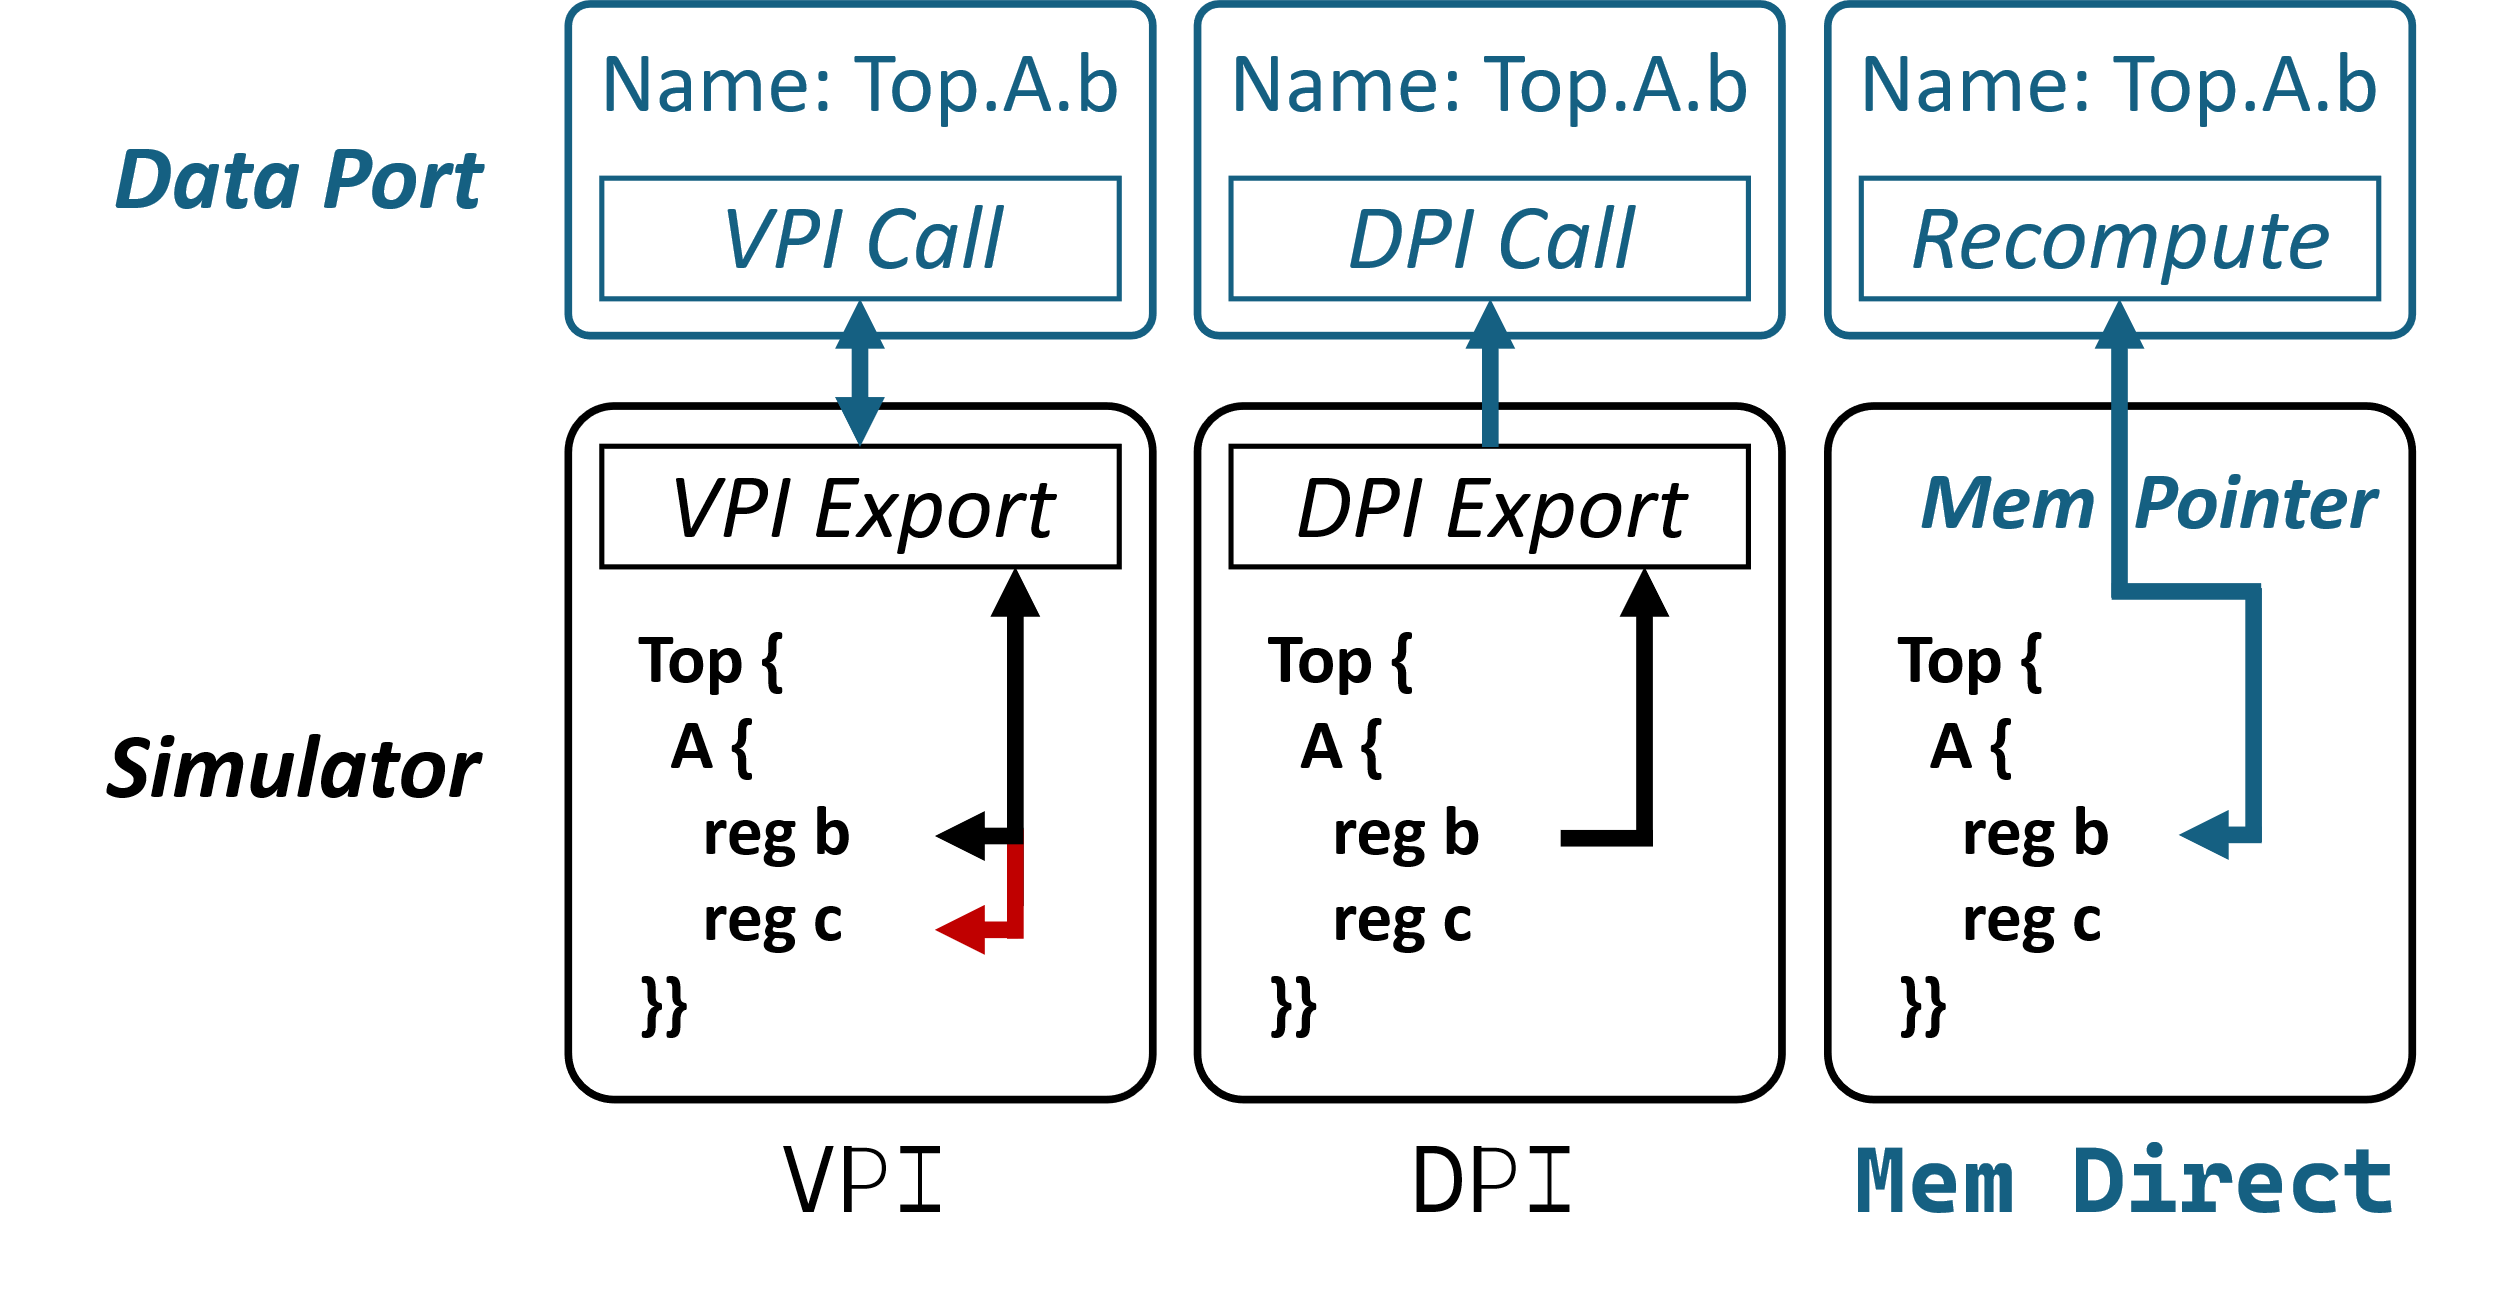 Data Port
Name: Top.A.b
VPI Call
Name: Top.A.b
DPI Call
Name: Top.A.b
Recompute
Simulator
VPI Export
Top {
A {
reg b
reg c
}}
DPI Export
Top {
A {
reg b
reg c
}}
Mem Pointer
Top {
A {
reg b
reg c
}}
VPI
DPI
Mem Direct